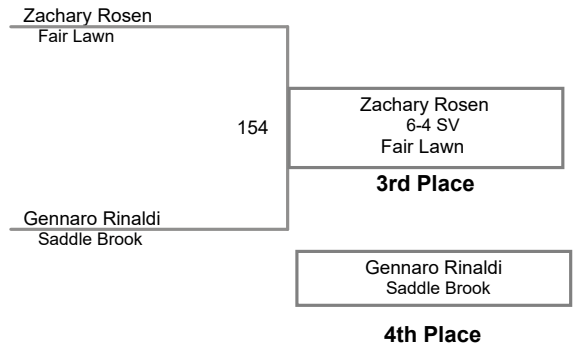 Zachary Rosen
Fair Lawn
154
Zachary Rosen
6-4 SV
Fair Lawn
3rd Place
Gennaro Rinaldi
Saddle Brook
Gennaro Rinaldi
Saddle Brook
4th Place